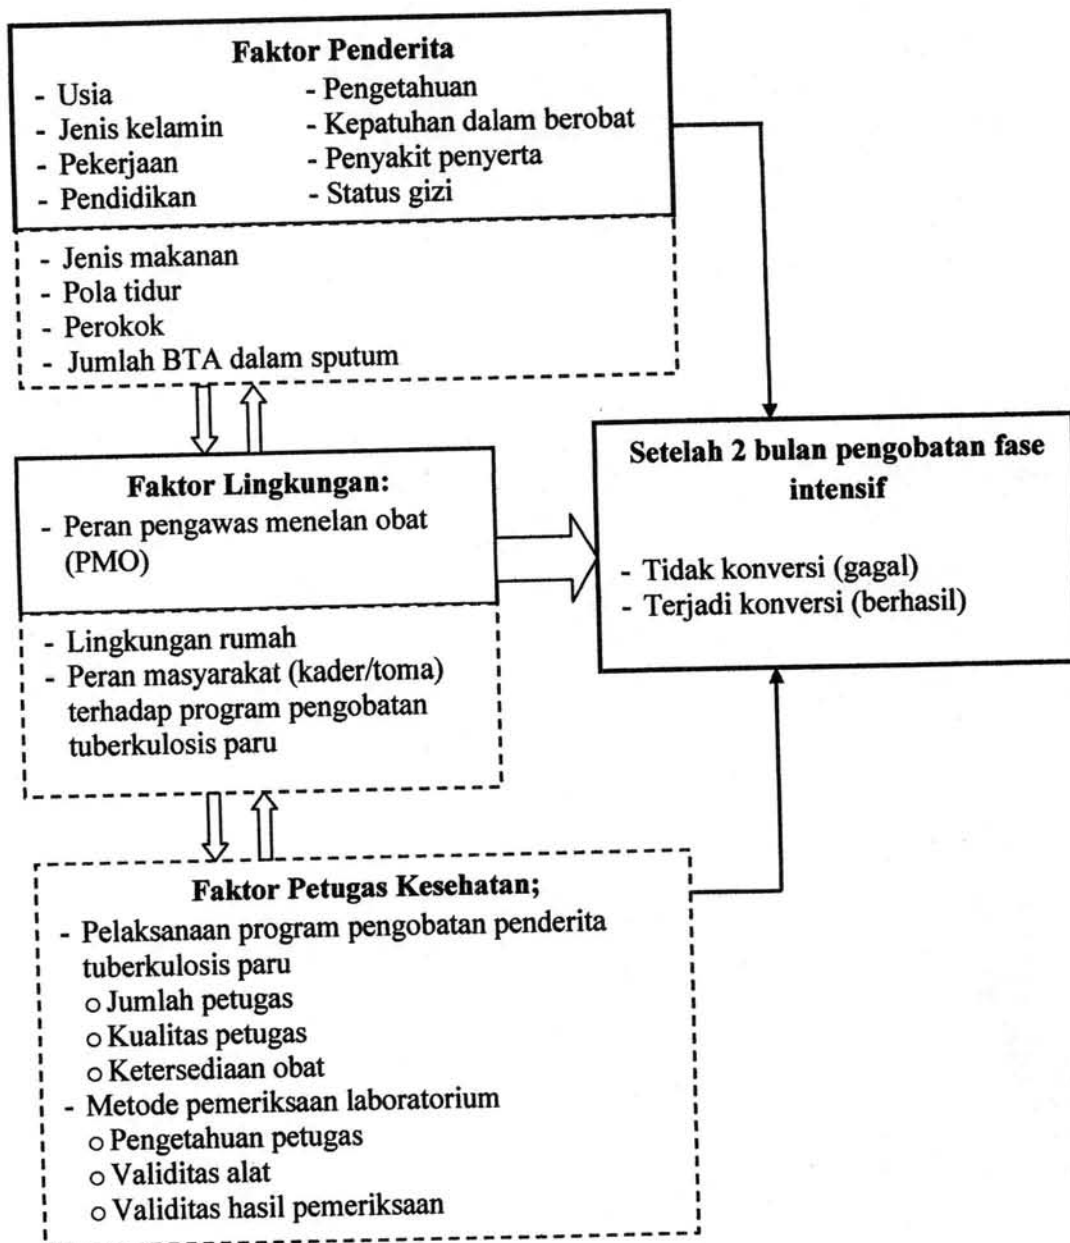 Faktor Penderita
- Usia
- Jenis kelamin
- Pekerjaan
- Pendidikan
- Pengetahuan
- Kepatuhan dalam berobat
- Penyakit penyerta
- Status gizi
- Jenis makanan
- Pola tidur
- Perokok
- Jumlah BTA dalam sputum
Faktor Lingkungan:
- Peran pengawas menelan obat
(PMO)
- Lingkungan rumah
- Peran masyarakat (kader/toma)
terhadap program pengobatan
tuberkulosis paru
Setelah 2 bulan pengobatan fase
intensif
- Tidak konversi (gagal)
- Terjadi konversi (berhasil)
Faktor Petugas Kesehatan;
- Pelaksanaan program pengobatan penderita
tuberkulosis paru
o Jumlah petugas
o Kualitas petugas
o Ketersediaan obat
- Metode pemeriksaan laboratorium
o Pengetahuan petugas
o Validitas alat
o Validitas hasil pemeriksaan